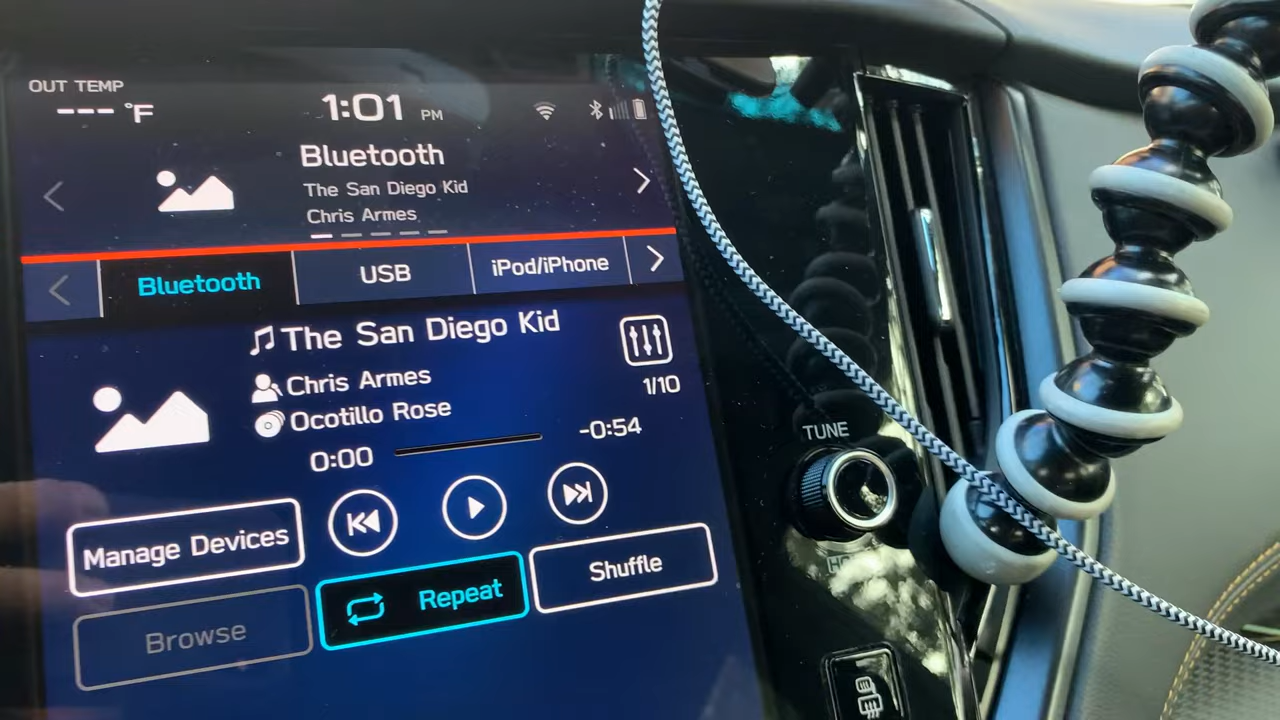 OUT TEMP
--- °F
1:01 PM
Bluetooth
The San Diego Kid
Chris Armes
Bluetooth
USB
iPod/iPhone
The San Diego Kid
Chris Armes
1/10
Ocotillo Rose
0:00
-0:54
TUNE
Manage Devices
Browse
Repeat
Shuffle